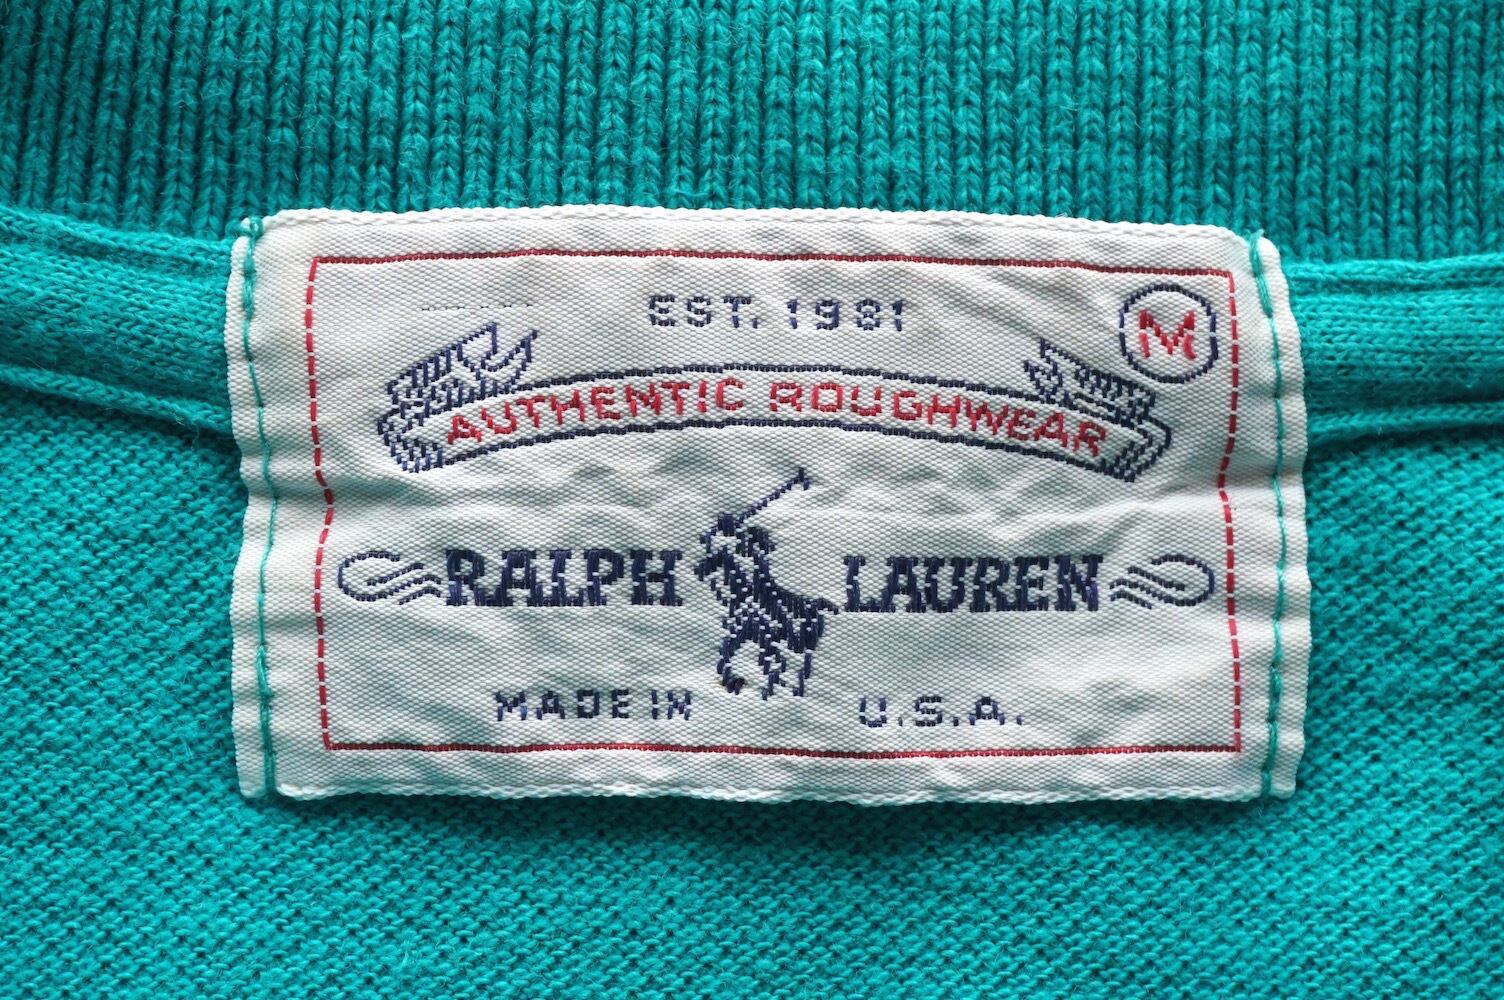 EST. 1981
M
AUTHENTIC ROUGHWEAR
RALPH LAUREN
MADE IN U.S.A.